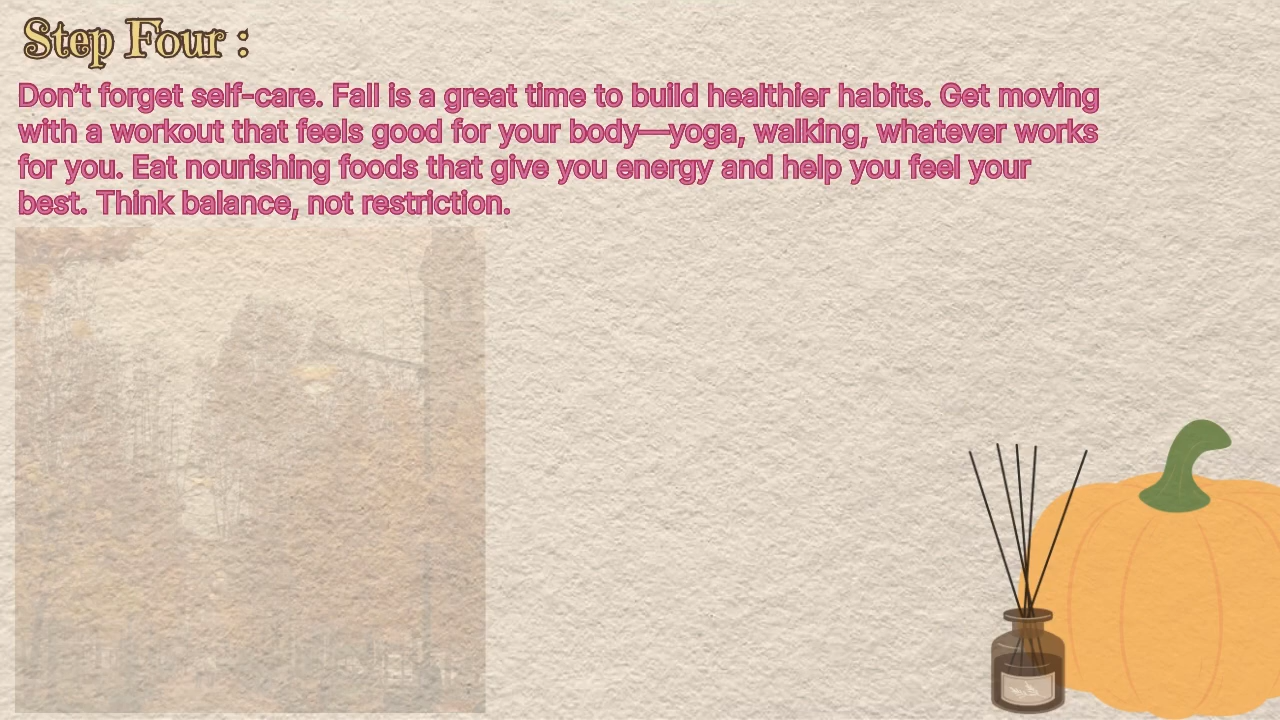 Step Four :
Don’t forget self-care. Fall is a great time to build healthier habits. Get moving
with a workout that feels good for your body—yoga, walking, whatever works
for you. Eat nourishing foods that give you energy and help you feel your
best. Think balance, not restriction.